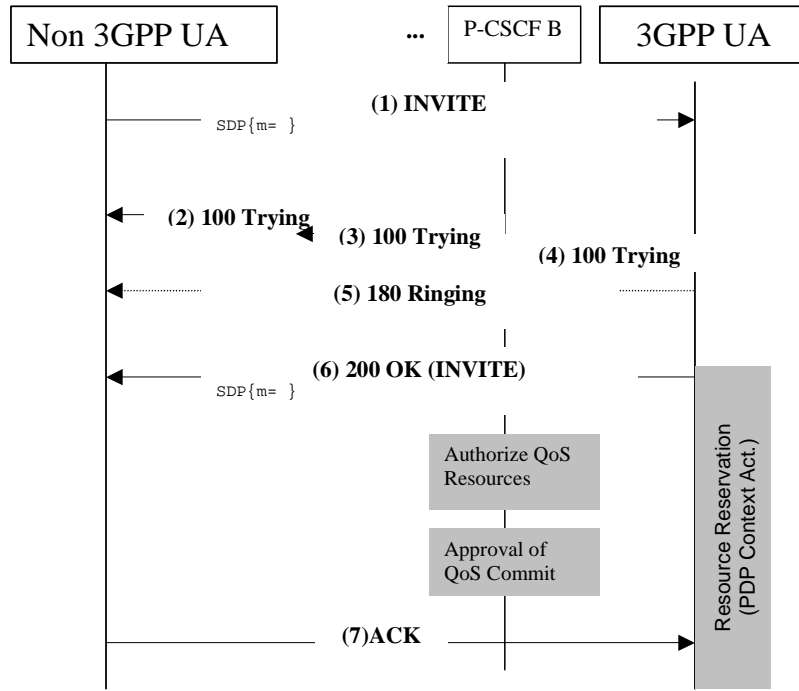 Non 3GPP UA
...
P-CSCF B
3GPP UA
(1) INVITE
SDP{m= }
(2) 100 Trying
(3) 100 Trying
(4) 100 Trying
(5) 180 Ringing
(6) 200 OK (INVITE)
SDP{m= }
Authorize QoS
Resources
Approval of
QoS Commit
Resource Reservation
(PDP Context Act.)
(7)ACK